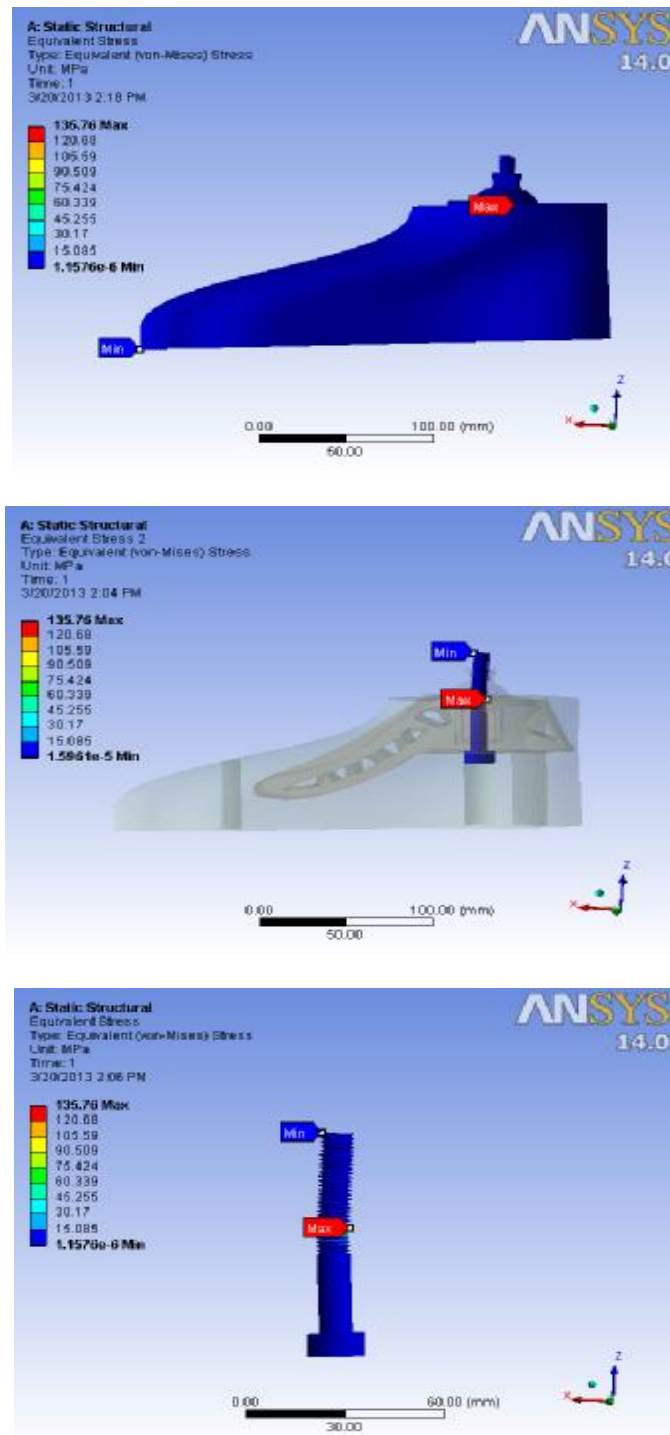 A: Static Structural
Equivalent Stress
Type: Equivalent (von-Mises) Stress
Unit: MPa
Time: 1
3/20/2013 2:18 PM
135.76 Max
120.68
105.59
90.509
75.424
60.339
45.255
30.17
15.085
1.1576e-6 Min
ANSYS
14.0
Max
Min
Z
X
0.00 100.00 (mm)
50.00
A: Static Structural
Equivalent Stress 2
Type: Equivalent (von-Mises) Stress
Unit: MPa
Time: 1
3/20/2013 2:04 PM
135.76 Max
120.68
105.59
90.509
75.424
60.339
45.255
30.17
15.085
1.5961e-5 Min
ANSYS
14.0
Min
Max
Z
X
0.00 100.00 (mm)
50.00
A: Static Structural
Equivalent Stress
Type: Equivalent (von-Mises) Stress
Unit: MPa
Time: 1
3/20/2013 2:06 PM
135.76 Max
120.68
105.59
90.509
75.424
60.339
45.255
30.17
15.085
1.1576e-6 Min
ANSYS
14.0
Min
Max
Z
X
0.00 60.00 (mm)
30.00